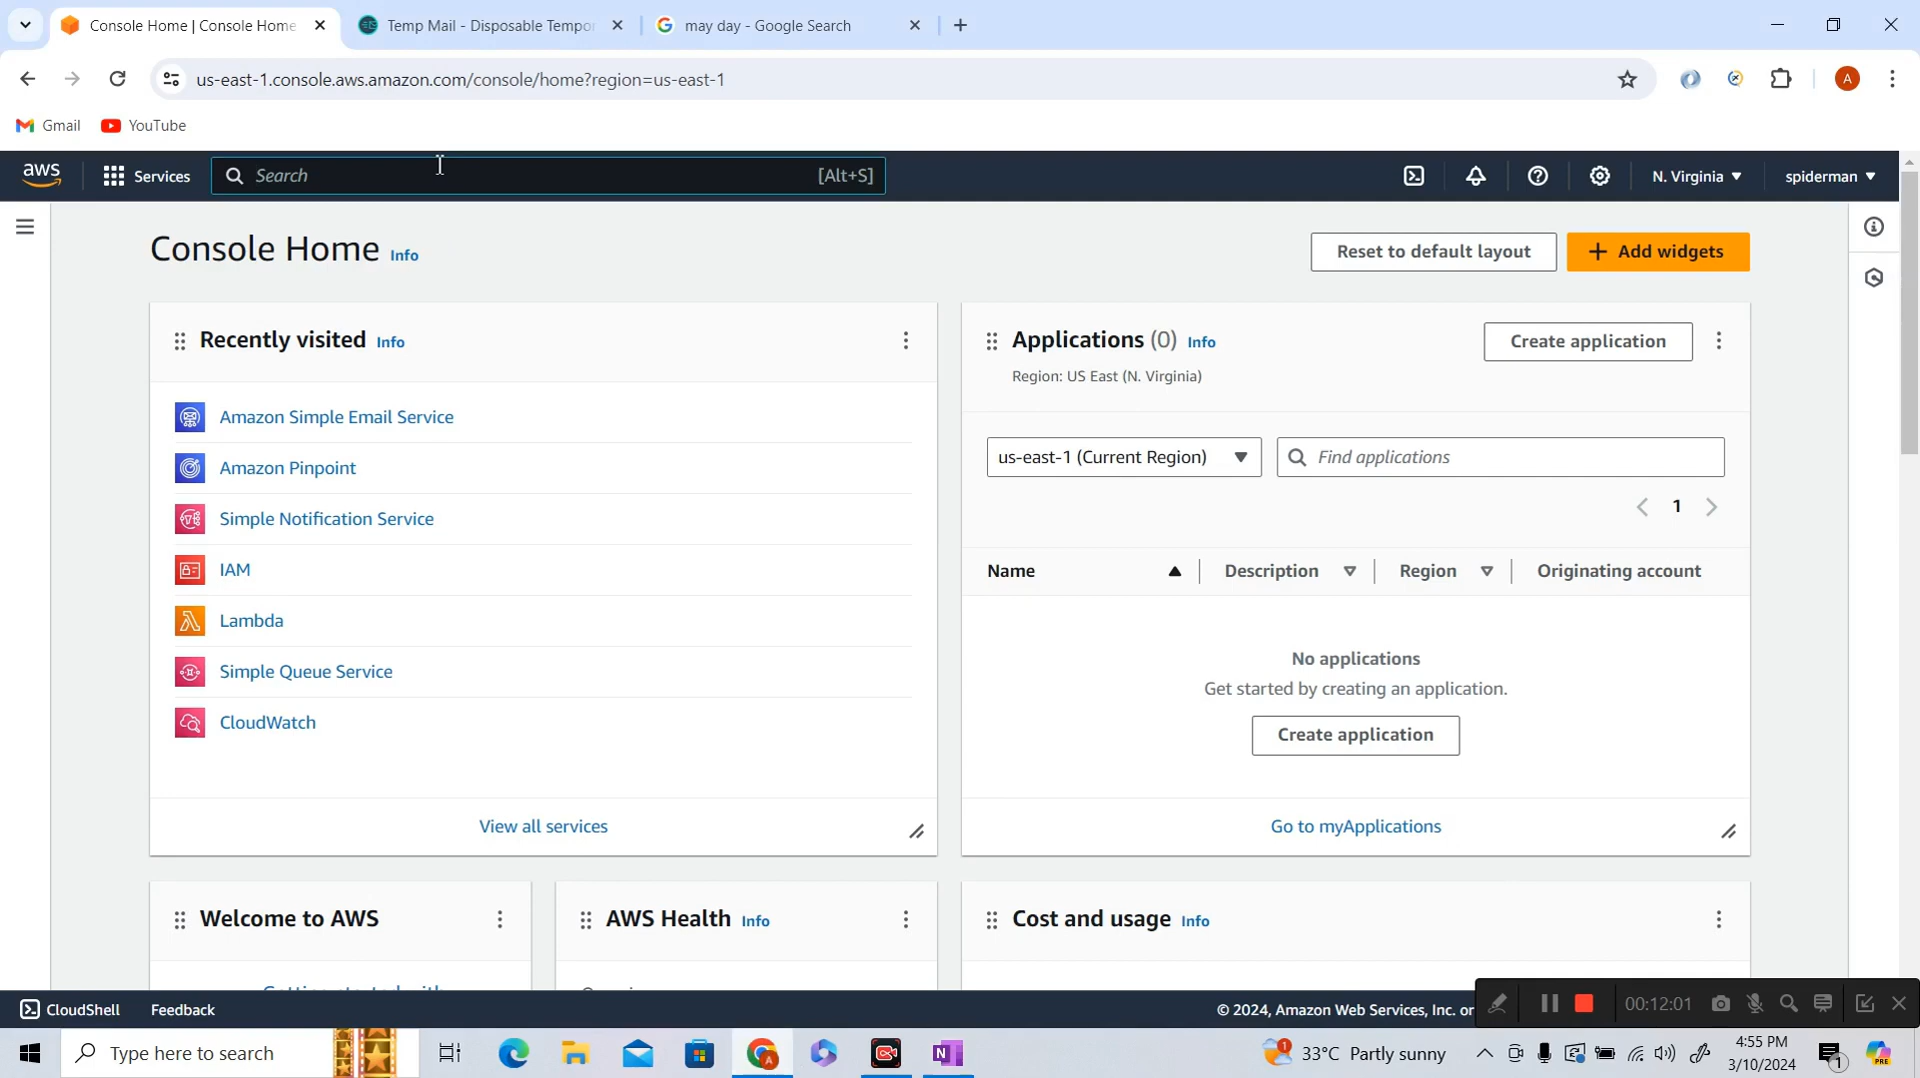 Console Home | Console Home
Temp Mail - Disposable Tempor
may day - Google Search
us-east-1.console.aws.amazon.com/console/home?region=us-east-1
A
Gmail
YouTube
aws
Services
Search
[Alt+S]
N. Virginia
spiderman
Console Home Info
Reset to default layout
Add widgets
Recently visited Info
Amazon Simple Email Service
Amazon Pinpoint
Simple Notification Service
IAM
Lambda
Simple Queue Service
CloudWatch
View all services
Applications (0) Info
Region: US East (N. Virginia)
Create application
us-east-1 (Current Region)
Find applications
1
Name
Description
Region
Originating account
No applications
Get started by creating an application.
Create application
Go to myApplications
Welcome to AWS
AWS Health Info
Cost and usage Info
CloudShell
Feedback
© 2024, Amazon Web Services, Inc. or
00:12:01
Type here to search
33°C Partly sunny
4:55 PM
3/10/2024